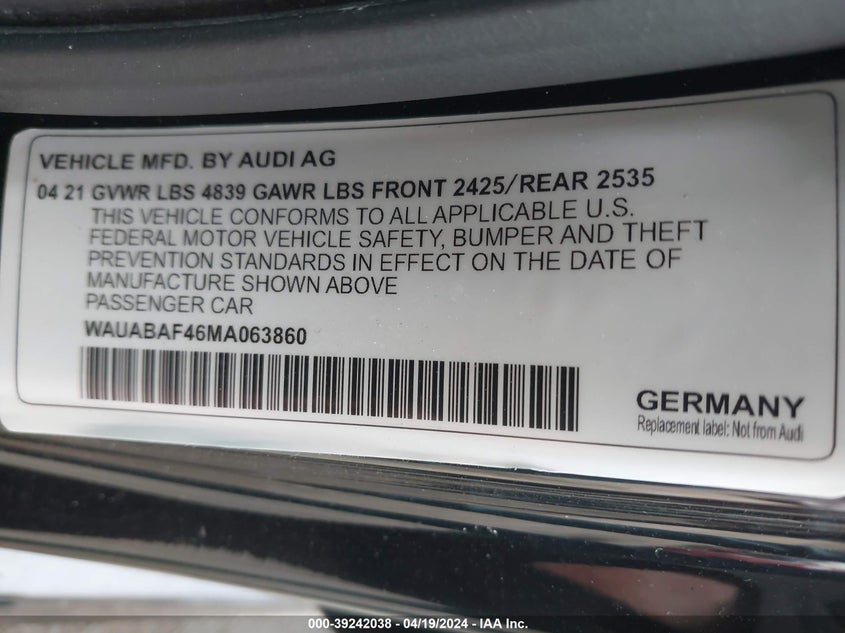 VEHICLE MFD. BY AUDI AG
04 21 GVWR LBS 4839 GAWR LBS FRONT 2425/REAR 2535
THIS VEHICLE CONFORMS TO ALL APPLICABLE U.S.
FEDERAL MOTOR VEHICLE SAFETY, BUMPER AND THEFT
PREVENTION STANDARDS IN EFFECT ON THE DATE OF
MANUFACTURE SHOWN ABOVE
PASSENGER CAR
WAUABAF46MA063860
GERMANY
Replacement label: Not from Audi
000-39242038 - 04/19/2024 - IAA Inc.